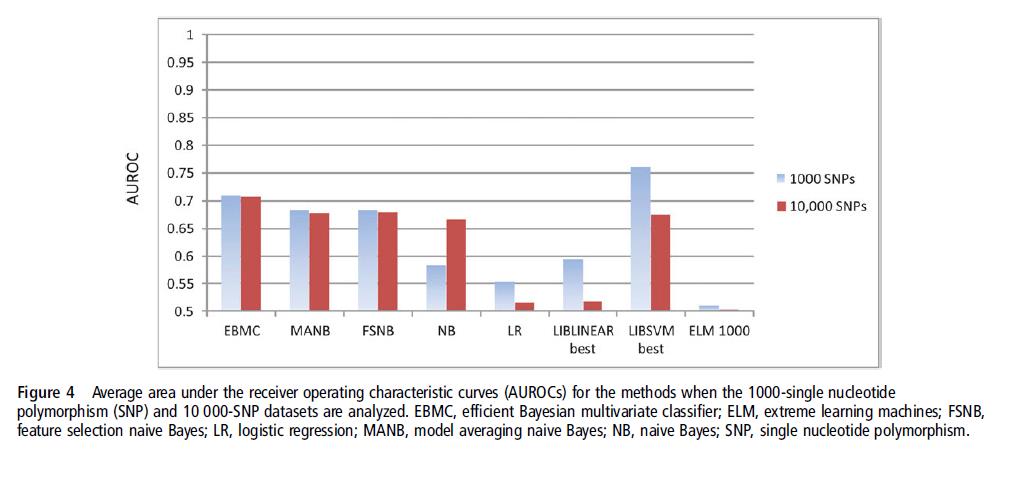 1
0.95
0.9
0.85
0.8
0.75
0.7
0.65
0.6
0.55
0.5
AUROC
EBMC MANB FSNB NB LR LIBLINEAR LIBSVM ELM 1000
best best
1000 SNPs
10,000 SNPs
Figure 4 Average area under the receiver operating characteristic curves (AUROCs) for the methods when the 1000-single nucleotide
polymorphism (SNP) and 10 000-SNP datasets are analyzed. EBMC, efficient Bayesian multivariate classifier; ELM, extreme learning machines; FSNB,
feature selection naive Bayes; LR, logistic regression; MANB, model averaging naive Bayes; NB, naive Bayes; SNP, single nucleotide polymorphism.